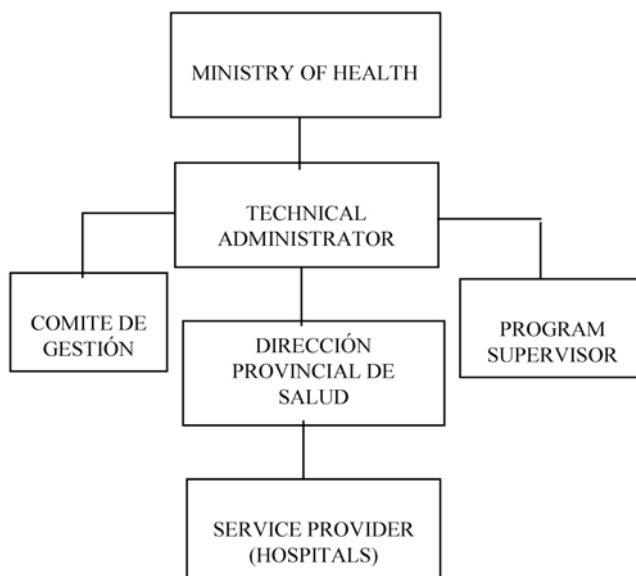 MINISTRY OF HEALTH
TECHNICAL
ADMINISTRATOR
COMITE DE
GESTIÓN
DIRECCIÓN
PROVINCIAL DE
SALUD
PROGRAM
SUPERVISOR
SERVICE PROVIDER
(HOSPITALS)